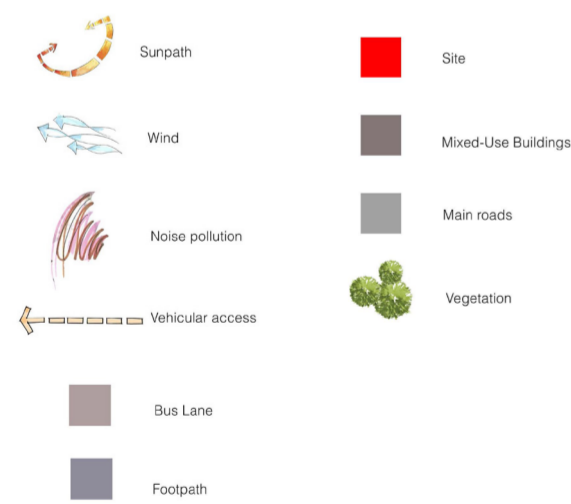 Sunpath
Wind
Noise pollution
Vehicular access
Bus Lane
Footpath
Site
Mixed-Use Buildings
Main roads
Vegetation